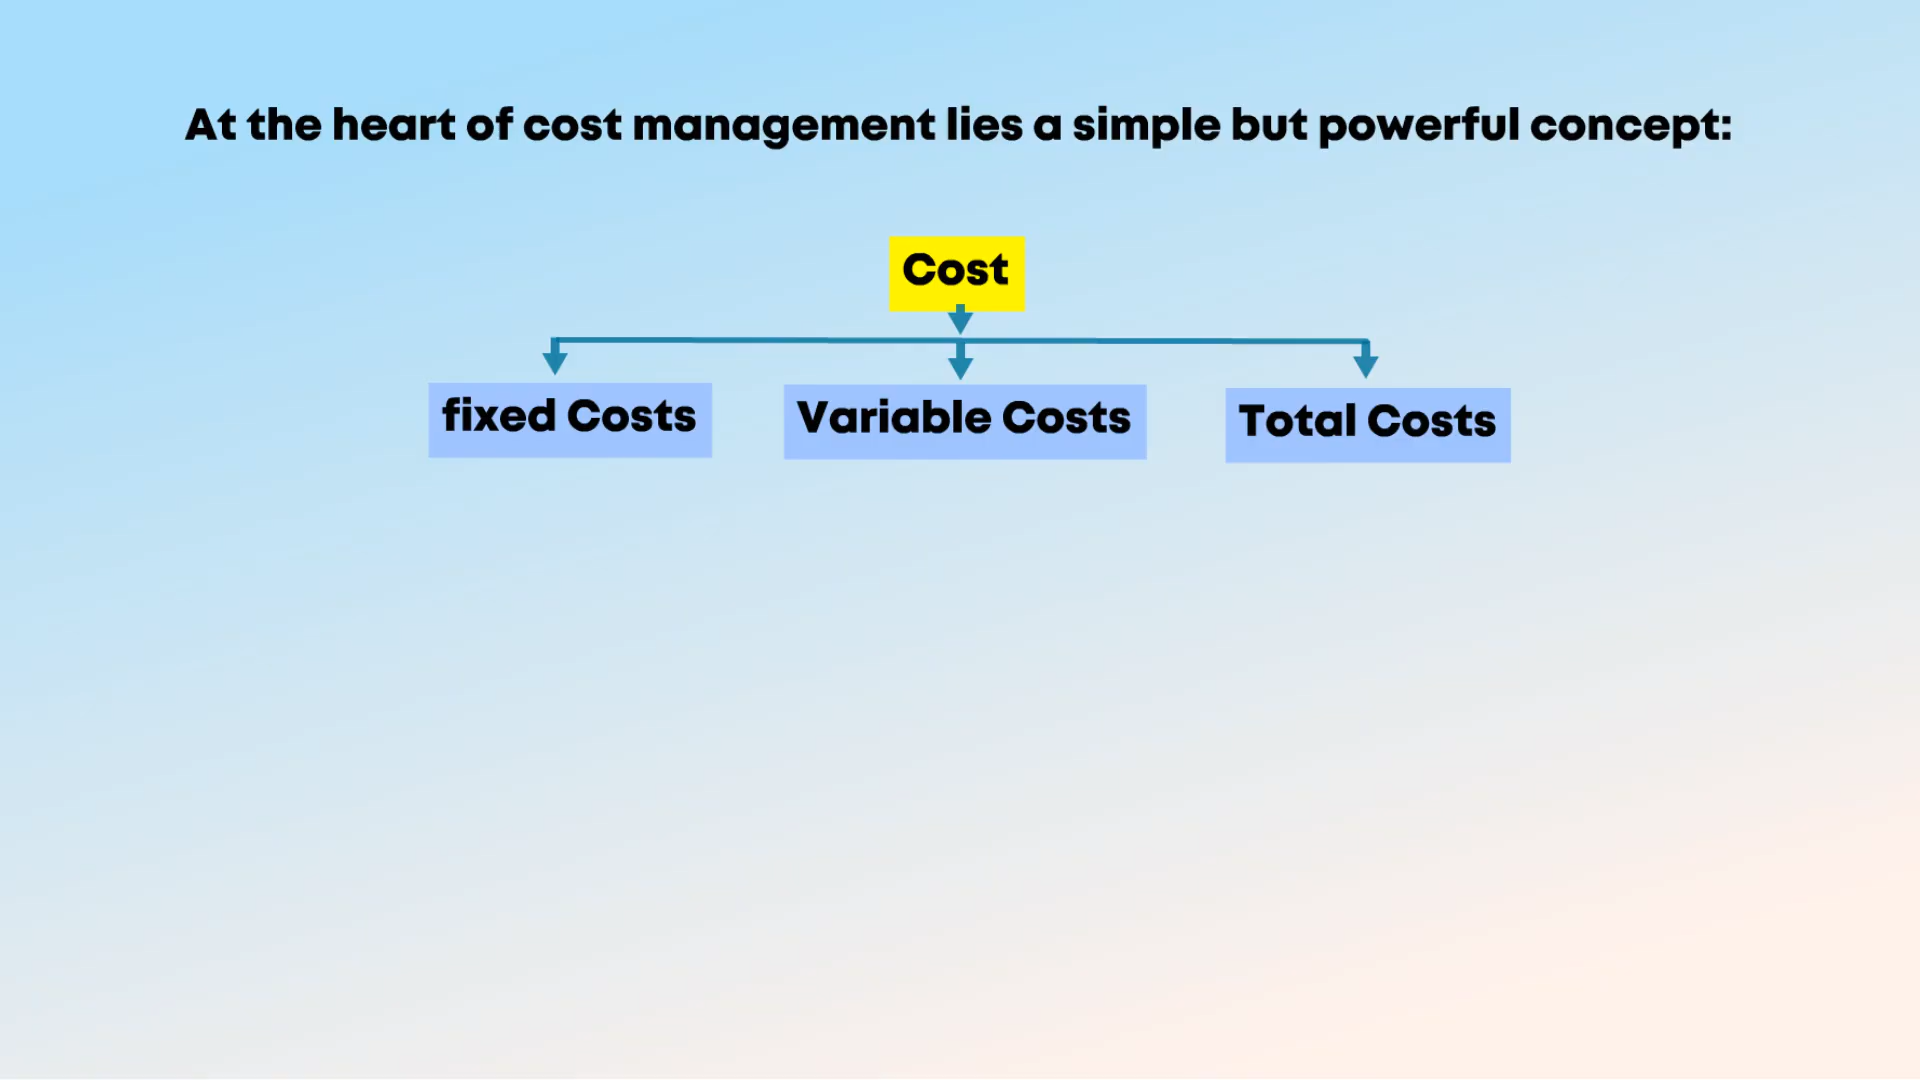 At the heart of cost management lies a simple but powerful concept:
Cost
fixed Costs
Variable Costs
Total Costs